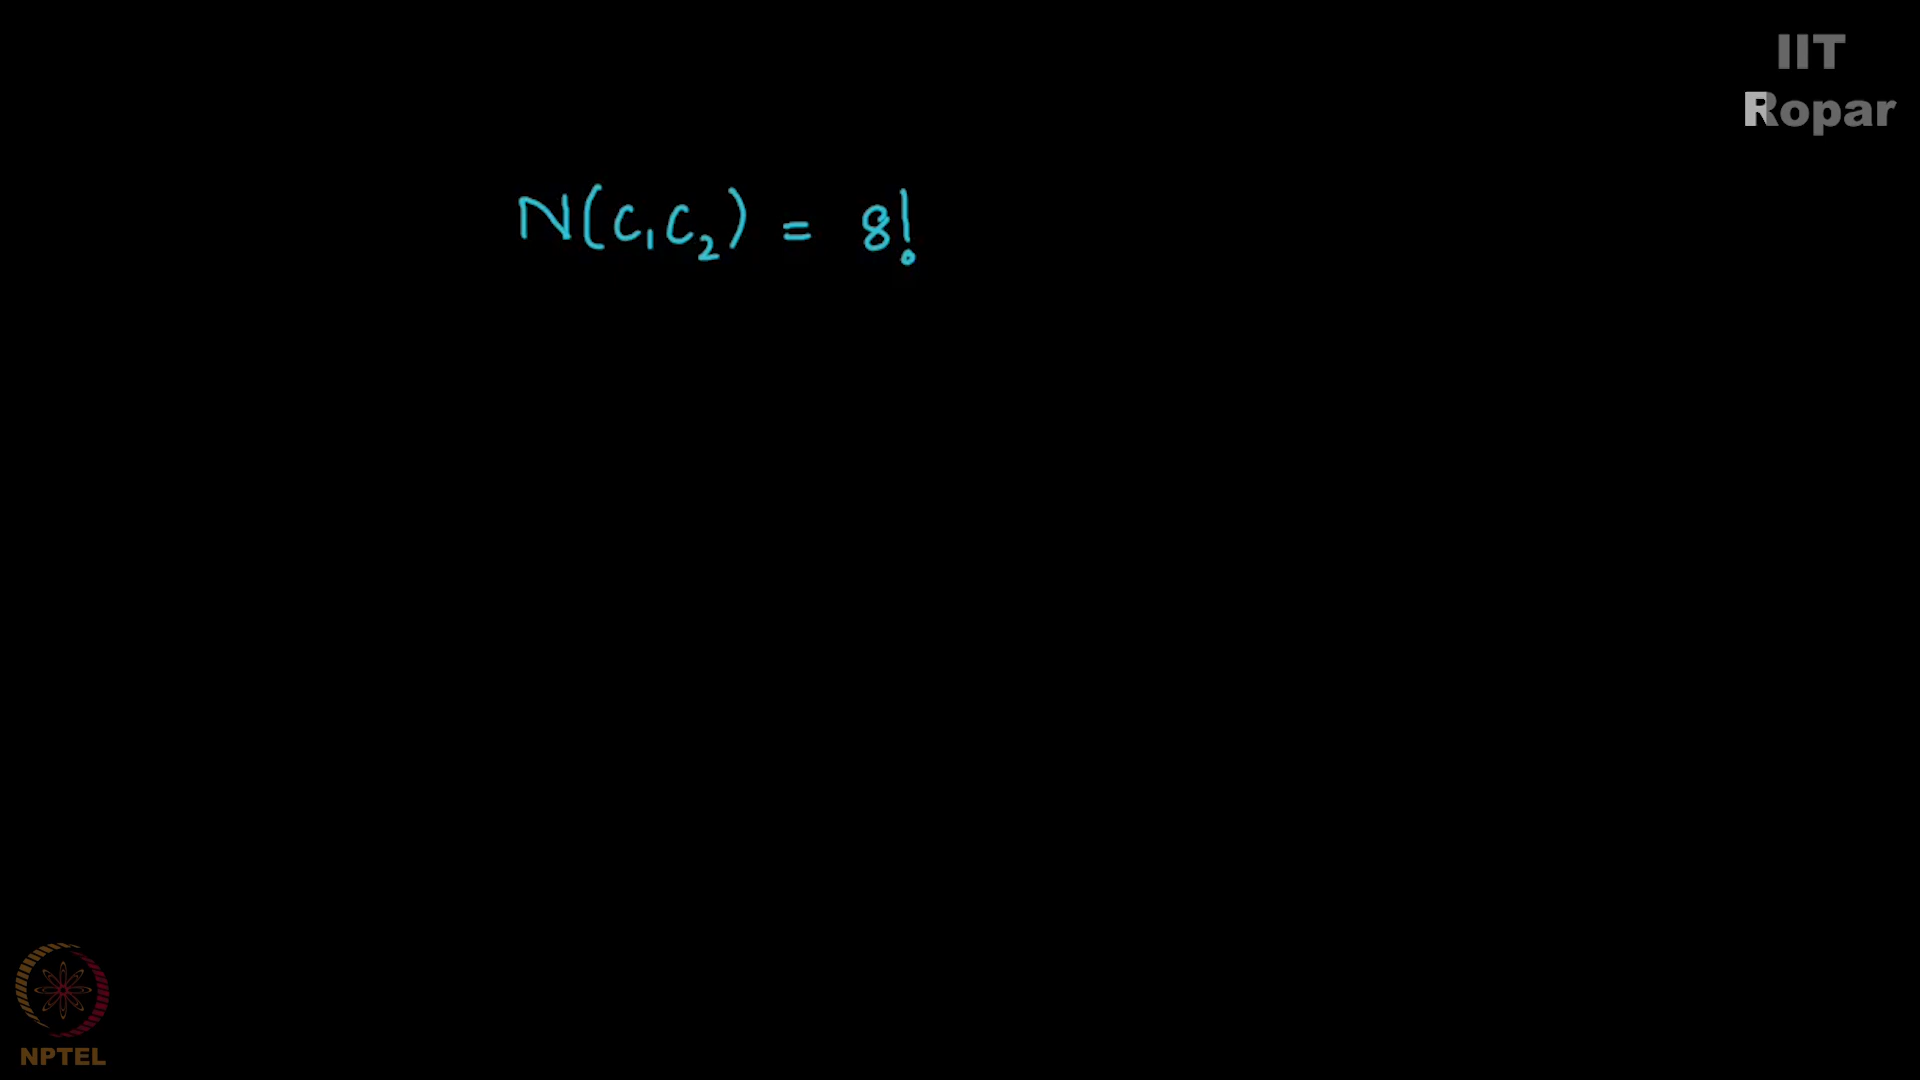 IIT
Ropar
N(C₁C₂) = 8!
NPTEL